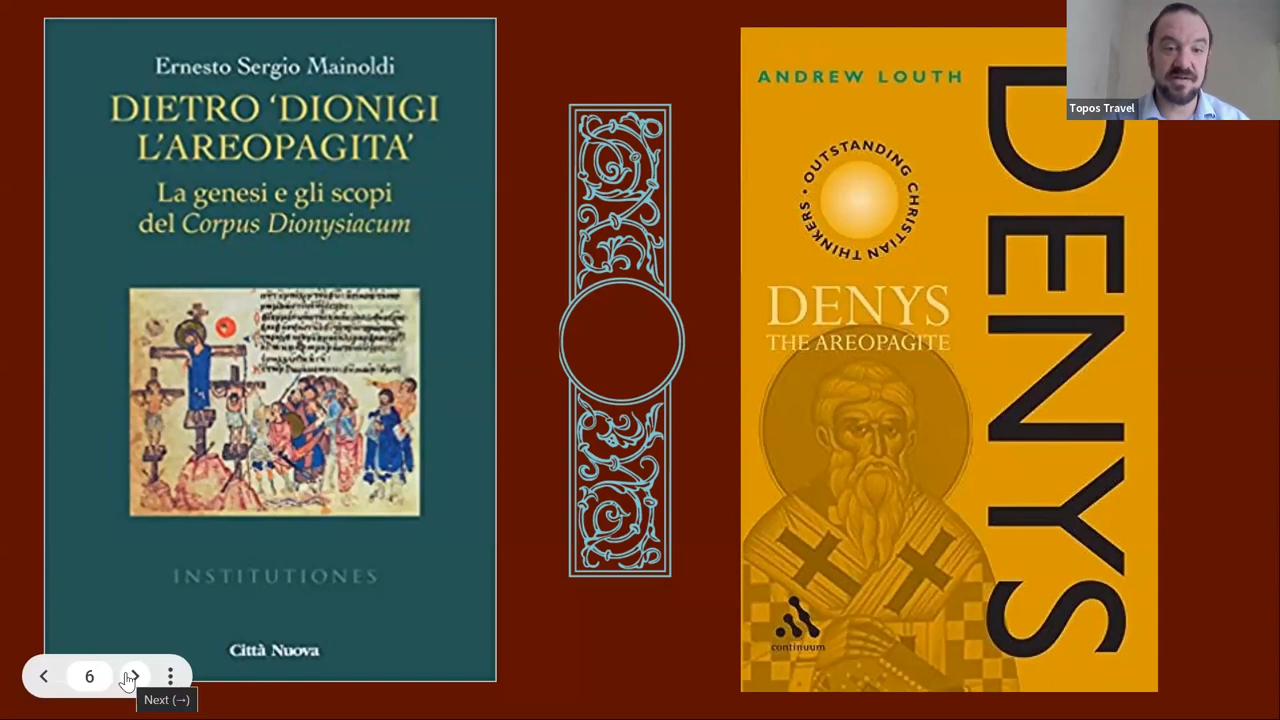 Ernesto Sergio Mainoldi
DIETRO ‘DIONIGI
L’AREOPAGITA’
La genesi e gli scopi
del Corpus Dionysiacum
INSTITUTIONES
Città Nuova
ANDREW LOUTH
OUTSTANDING CHRISTIAN THINKERS •
DENYS
THE AREOPAGITE
continuum
DENYS
Topos Travel
6
Next (→)